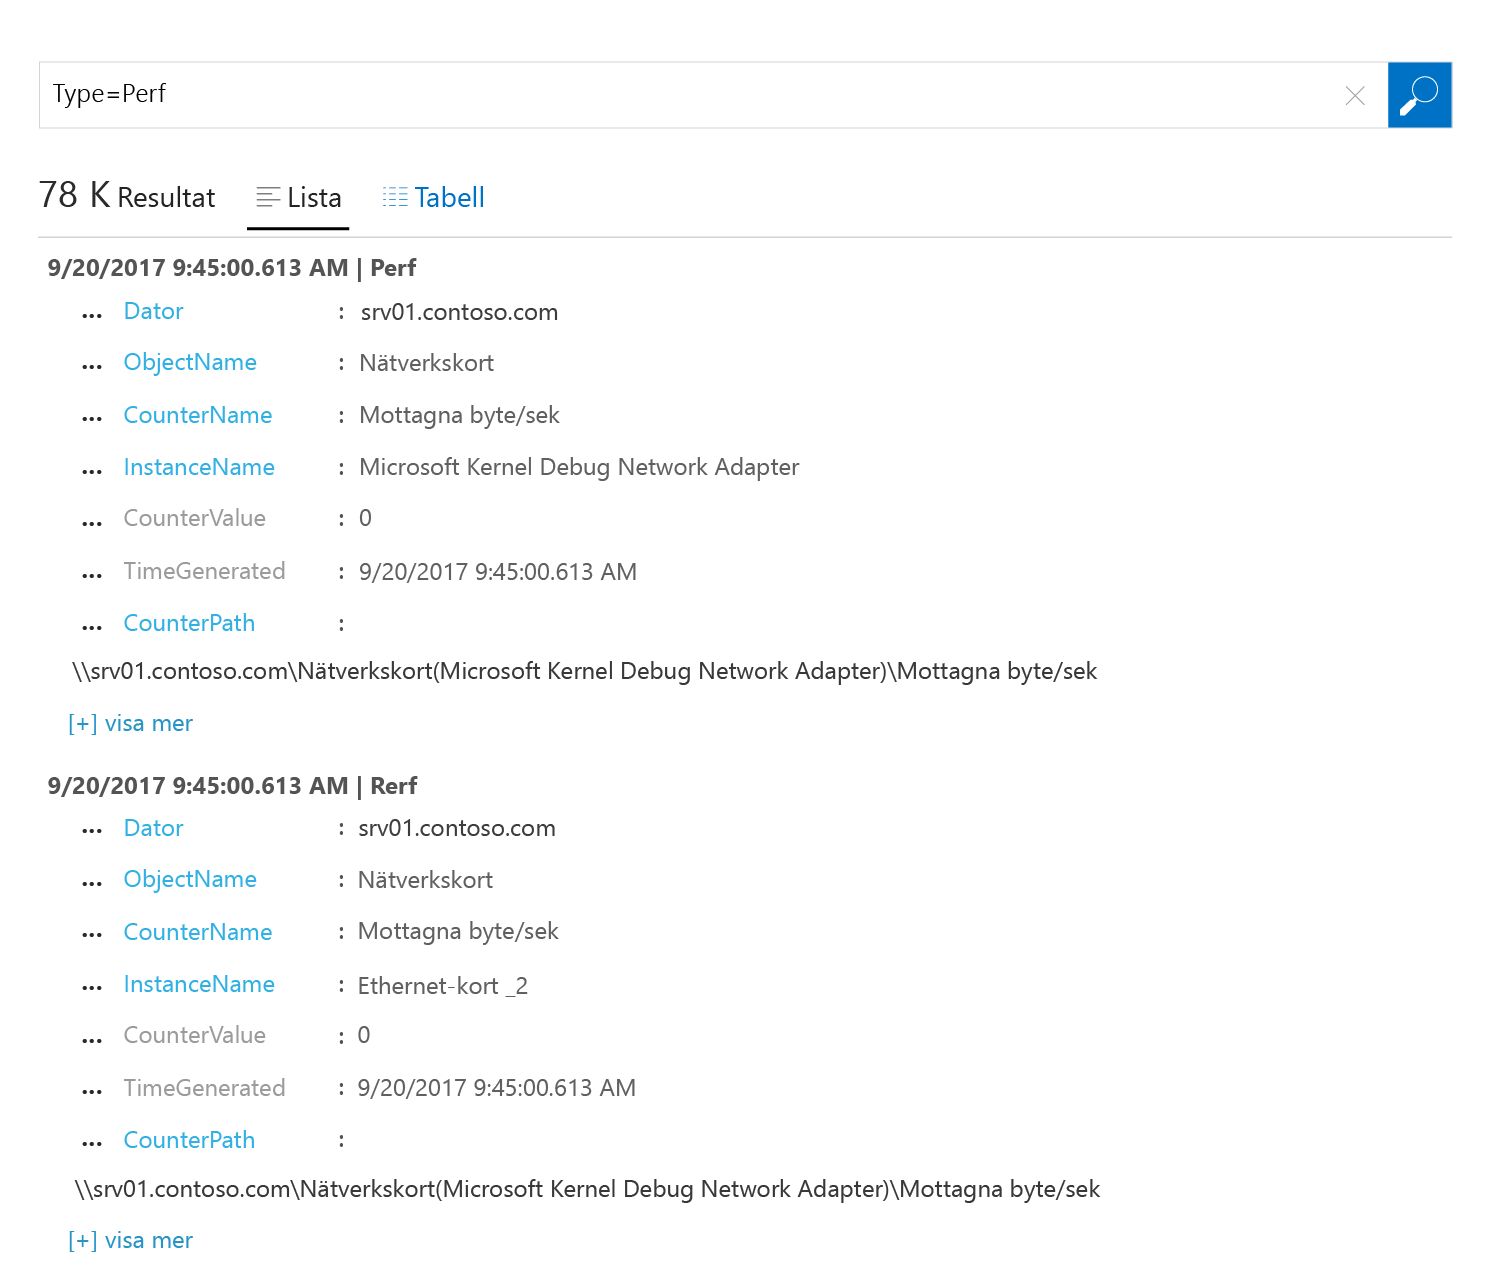 Type=Perf
78 K Resultat Lista Tabell
9/20/2017 9:45:00.613 AM | Perf
... Dator : srv01.contoso.com
... ObjectName : Nätverkskort
... CounterName : Mottagna byte/sek
... InstanceName : Microsoft Kernel Debug Network Adapter
... CounterValue : 0
... TimeGenerated : 9/20/2017 9:45:00.613 AM
... CounterPath :
\\srv01.contoso.com\Nätverkskort(Microsoft Kernel Debug Network Adapter)\Mottagna byte/sek
[+] visa mer
9/20/2017 9:45:00.613 AM | Rerf
... Dator : srv01.contoso.com
... ObjectName : Nätverkskort
... CounterName : Mottagna byte/sek
... InstanceName : Ethernet-kort _2
... CounterValue : 0
... TimeGenerated : 9/20/2017 9:45:00.613 AM
... CounterPath :
\\srv01.contoso.com\Nätverkskort(Microsoft Kernel Debug Network Adapter)\Mottagna byte/sek
[+] visa mer